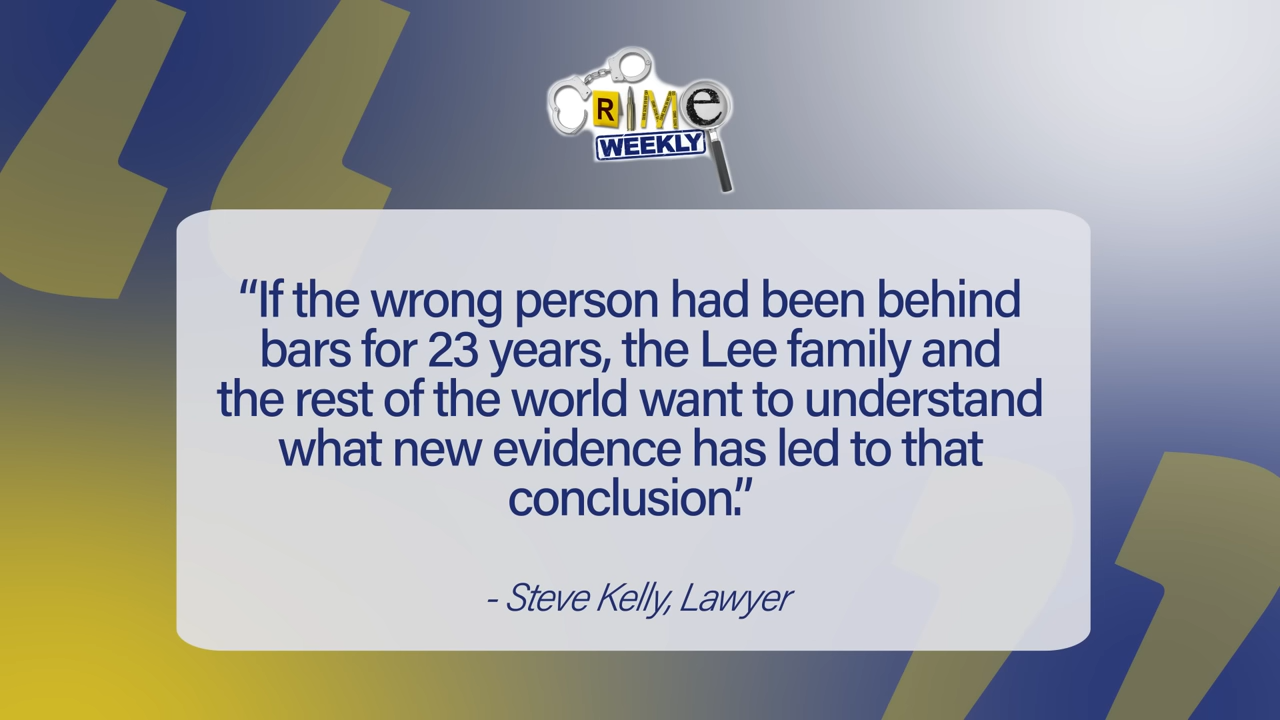 CRIME
WEEKLY
“If the wrong person had been behind
bars for 23 years, the Lee family and
the rest of the world want to understand
what new evidence has led to that
conclusion.”
- Steve Kelly, Lawyer